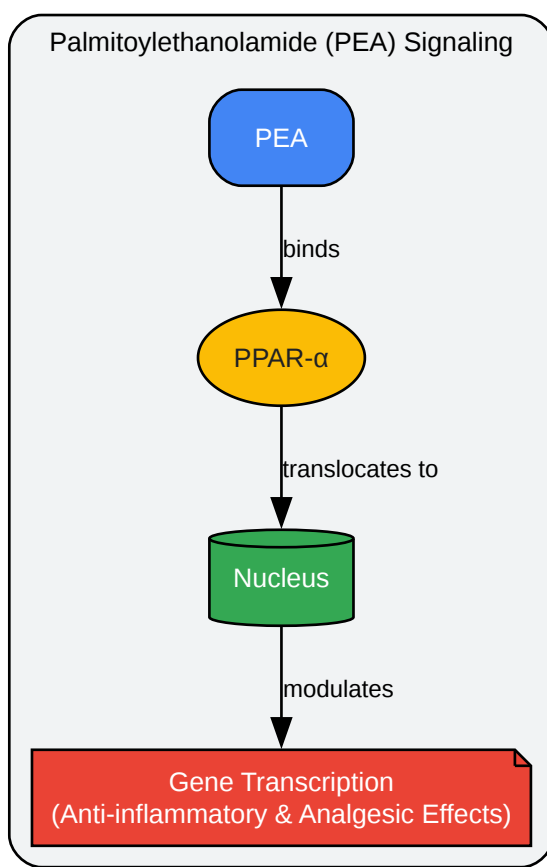 Palmitoylethanolamide (PEA) Signaling
PEA
binds
PPAR-α
translocates to
Nucleus
modulates
Gene Transcription
(Anti-inflammatory & Analgesic Effects)